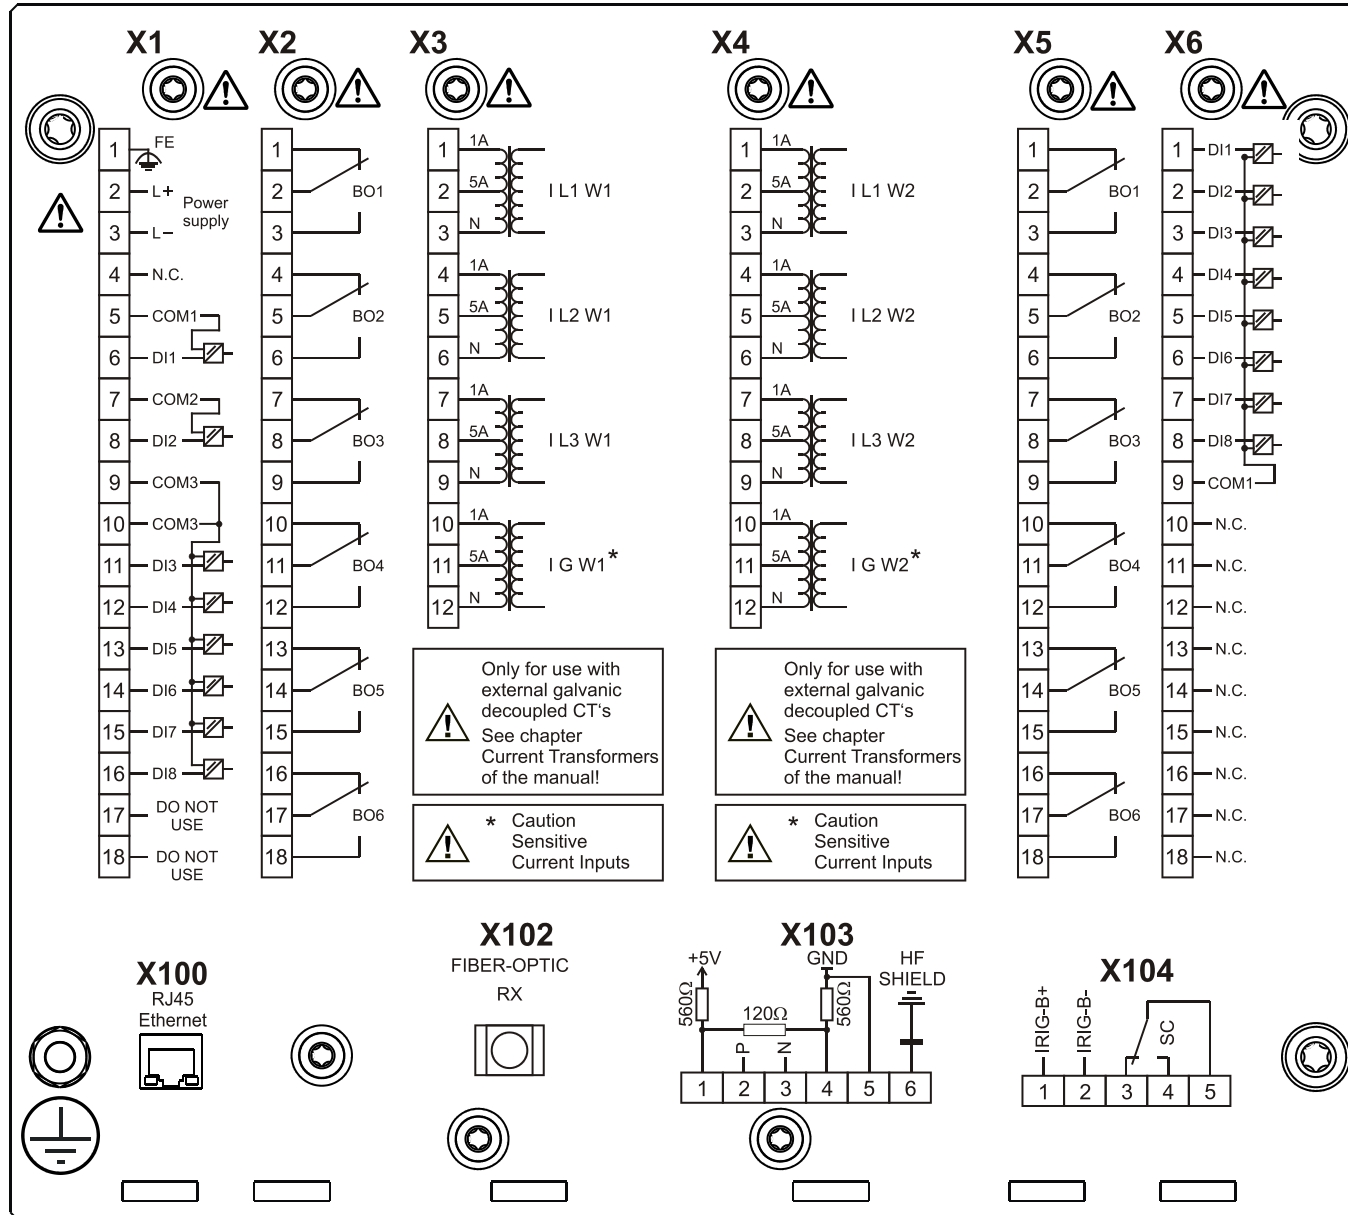 X1
X2
X3
X4
X5
X6
1 FE
2 L+
Power
supply
3 L−
4 N.C.
5 COM1
6 DI1
7 COM2
8 DI2
9 COM3
10 COM3
11 DI3
12 DI4
13 DI5
14 DI6
15 DI7
16 DI8
17 DO NOT
USE
18 DO NOT
USE
1
2 BO1
3
4
5 BO2
6
7
8 BO3
9
10
11 BO4
12
13
14 BO5
15
16
17 BO6
18
1 1A
2 5A I L1 W1
3 N
4 1A
5 5A I L2 W1
6 N
7 1A
8 5A I L3 W1
9 N
10 1A
11 5A I G W1*
12 N
Only for use with
external galvanic
decoupled CT's
See chapter
Current Transformers
of the manual!
* Caution
Sensitive
Current Inputs
1 1A
2 5A I L1 W2
3 N
4 1A
5 5A I L2 W2
6 N
7 1A
8 5A I L3 W2
9 N
10 1A
11 5A I G W2*
12 N
Only for use with
external galvanic
decoupled CT's
See chapter
Current Transformers
of the manual!
* Caution
Sensitive
Current Inputs
1
2 BO1
3
4
5 BO2
6
7
8 BO3
9
10
11 BO4
12
13
14 BO5
15
16
17 BO6
18
1 DI1
2 DI2
3 DI3
4 DI4
5 DI5
6 DI6
7 DI7
8 DI8
9 COM1
10 N.C.
11 N.C.
12 N.C.
13 N.C.
14 N.C.
15 N.C.
16 N.C.
17 N.C.
18 N.C.
X100
RJ45
Ethernet
X102
FIBER-OPTIC
RX
X103
+5V
GND
HF
SHIELD
560Ω
120Ω
560Ω
P
N
1 2 3 4 5 6
X104
IRIG-B+
IRIG-B-
SC
1 2 3 4 5